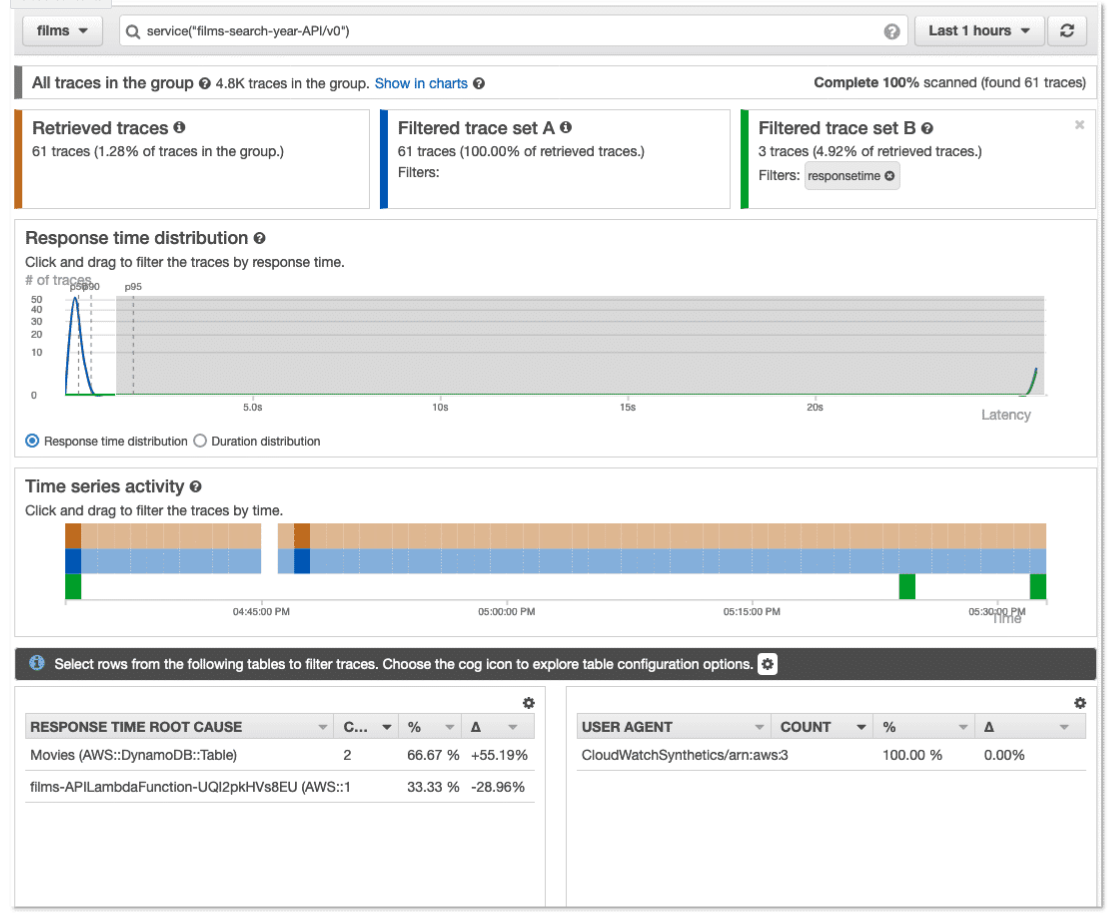 films
service("films-search-year-API/v0")
Last 1 hours
All traces in the group 4.8K traces in the group. Show in charts
Complete 100% scanned (found 61 traces)
Retrieved traces
61 traces (1.28% of traces in the group.)
Filtered trace set A
61 traces (100.00% of retrieved traces.)
Filters:
Filtered trace set B
3 traces (4.92% of retrieved traces.)
Filters: responsetime
Response time distribution
Click and drag to filter the traces by response time.
# of traces
p50 p90 p95
50
40
30
20
10
0
5.0s 10s 15s 20s
Latency
Response time distribution Duration distribution
Time series activity
Click and drag to filter the traces by time.
04:45:00 PM 05:00:00 PM 05:15:00 PM 05:30:00 PM
Time
Select rows from the following tables to filter traces. Choose the cog icon to explore table configuration options.
RESPONSE TIME ROOT CAUSE C... % Δ
Movies (AWS::DynamoDB::Table) 2 66.67 % +55.19%
films-APILambdaFunction-UQI2pkHVs8EU (AWS:: 1 33.33 % -28.96%
USER AGENT COUNT % Δ
CloudWatchSynthetics/arn:aws: 3 100.00 % 0.00%